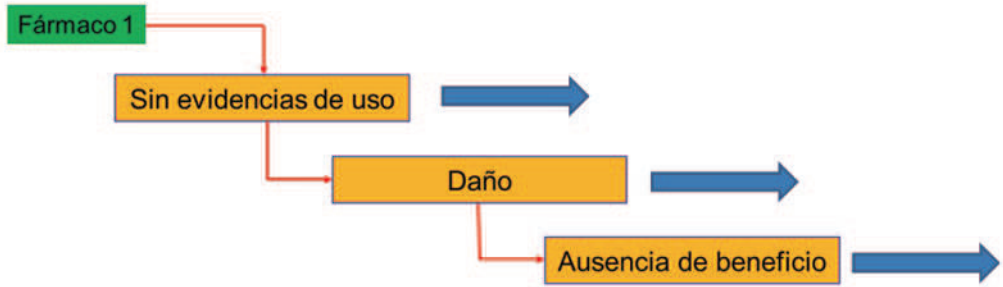 Fármaco 1
Sin evidencias de uso
Daño
Ausencia de beneficio